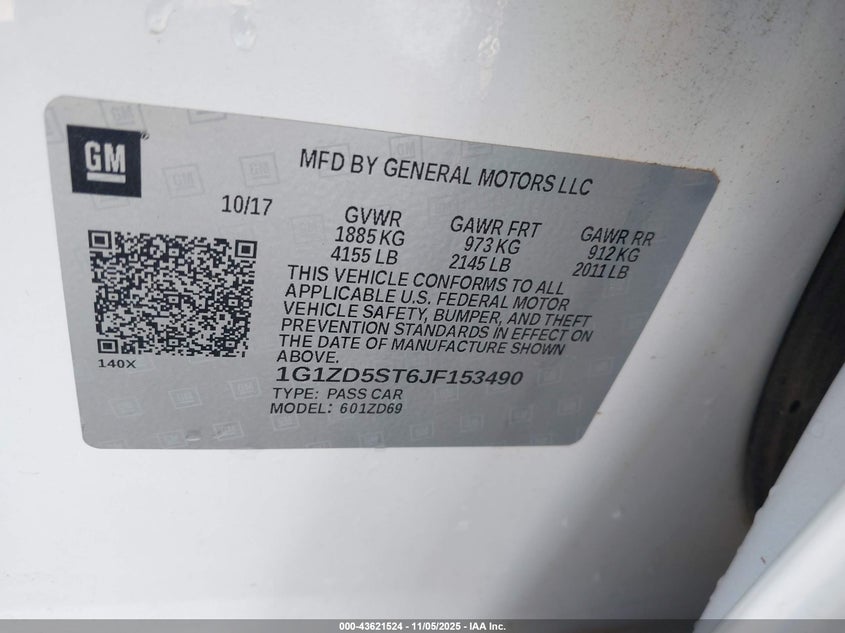 GM
MFD BY GENERAL MOTORS LLC
10/17
GVWR GAWR FRT GAWR RR
1885 KG 973 KG 912 KG
4155 LB 2145 LB 2011 LB
THIS VEHICLE CONFORMS TO ALL
APPLICABLE U.S. FEDERAL MOTOR
VEHICLE SAFETY, BUMPER, AND THEFT
PREVENTION STANDARDS IN EFFECT ON
THE DATE OF MANUFACTURE SHOWN
ABOVE.
140X
1G1ZD5ST6JF153490
TYPE: PASS CAR
MODEL: 601ZD69
000-43621524 - 11/05/2025 - IAA Inc.